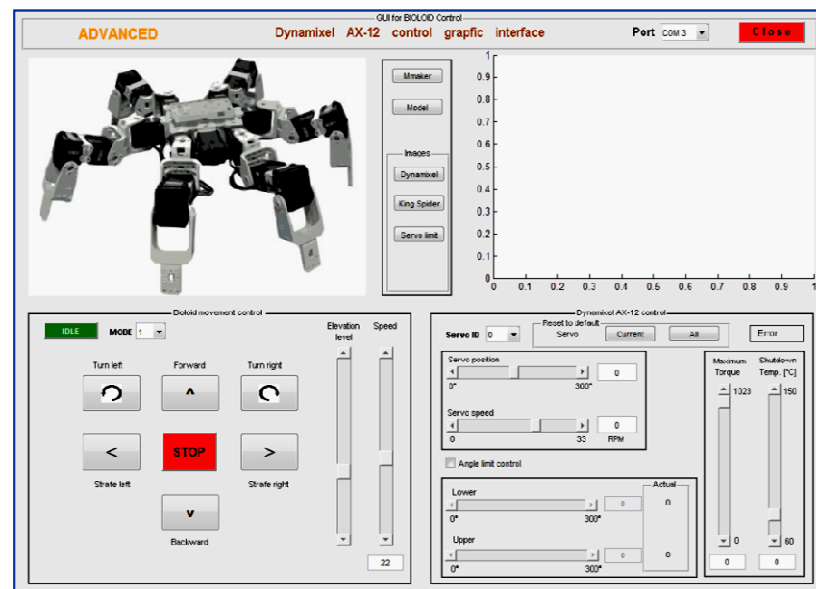 GUI for BIOLOID Control
ADVANCED
Dynamixel AX-12 control grapfic interface
Port COM 3
Close
Mmaker
Model
Images
Dynamixel
King Spider
Servo limit
1
0.9
0.8
0.7
0.6
0.5
0.4
0.3
0.2
0.1
0
0 0.1 0.2 0.3 0.4 0.5 0.6 0.7 0.8 0.9 1
Bioloid movement control
IDLE
MODE 1
Elevation level
Speed
Turn left
Forward
Turn right
^
<
STOP
>
Strafe left
Strafe right
v
Backward
22
Dynamixel AX-12 control
Servo ID 0
Reset to default
Servo
Current
All
Error
Servo position
0
0° 300°
Servo speed
0
0 33 RPM
Angle limit control
Actual
Lower
0 0
0° 300°
Upper
0 0
0° 300°
Maximum Torque
1023
0
0
Shutdown Temp. [°C]
150
60
0